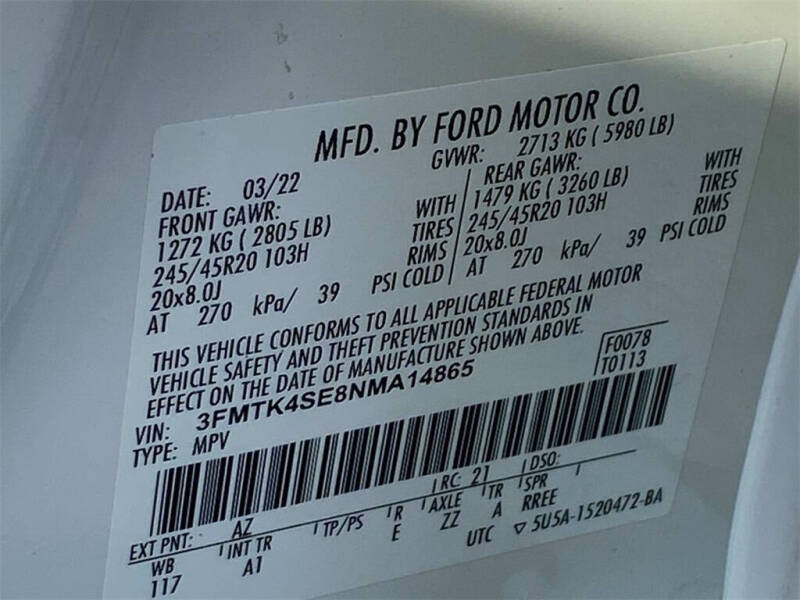 MFD. BY FORD MOTOR CO.
DATE: 03/22
GVWR: 2713 KG ( 5980 LB)
FRONT GAWR:
1272 KG ( 2805 LB) WITH
245/45R20 103H TIRES
20x8.0J RIMS
AT 270 kPa/ 39 PSI COLD
REAR GAWR:
1479 KG ( 3260 LB) WITH
245/45R20 103H TIRES
20x8.0J RIMS
AT 270 kPa/ 39 PSI COLD
THIS VEHICLE CONFORMS TO ALL APPLICABLE FEDERAL MOTOR
VEHICLE SAFETY AND THEFT PREVENTION STANDARDS IN
EFFECT ON THE DATE OF MANUFACTURE SHOWN ABOVE.
F0078
T0113
VIN: 3FMTK4SE8NMA14865
TYPE: MPV
EXT PNT: AZ RC: 21 DSO:
WB INT TR TP/PS R AXLE TR SPR
117 A1 E ZZ A RREE
UTC ▽ 5U5A-1520472-BA